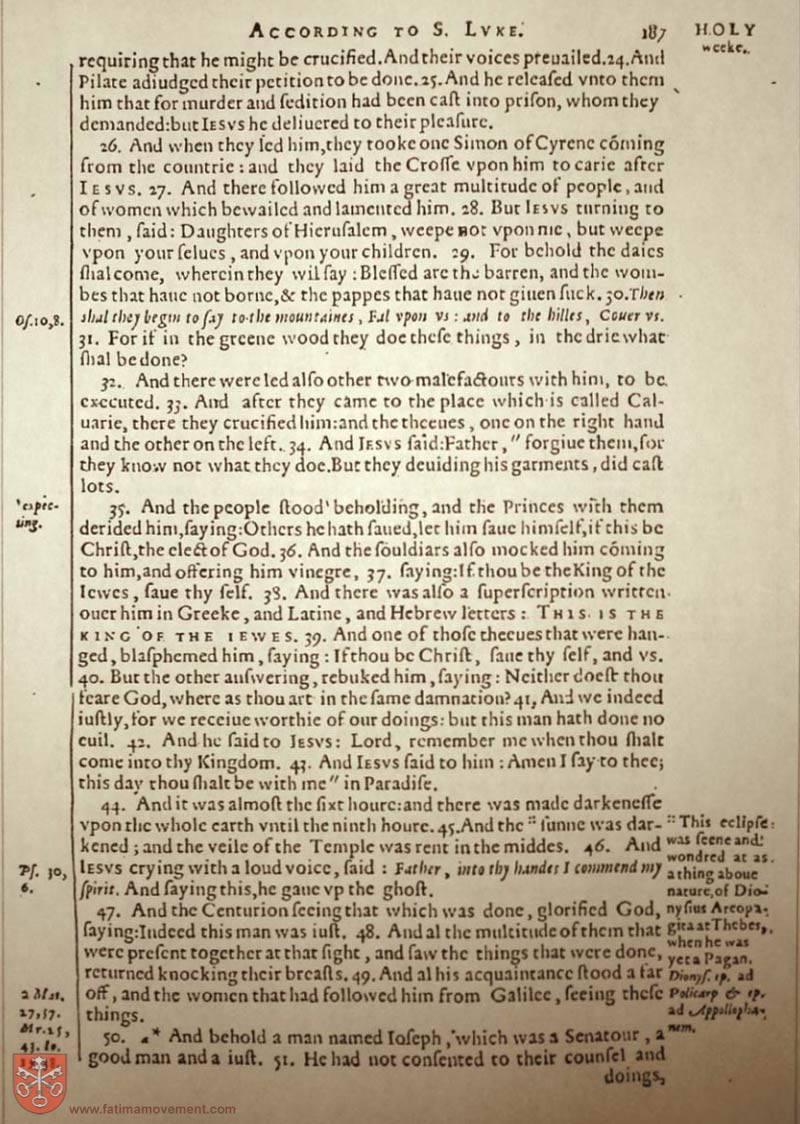 ACCORDING TO S. LVKE. 187 HOLY
weeke.
requiring that he might be crucified. And their voices preuailed. 24. And
Pilate adiudged their petition to be done. 25. And he releaſed vnto them
him that for murder and ſedition had been caſt into priſon, whom they
demanded: but IESVS he deliuered to their pleaſure.
26. And when they led him, they tooke one Simon of Cyrene cõming
from the countrie: and they laid the Croſſe vpon him to carie after
IESVS. 27. And there followed him a great multitude of people, and
of women which bewailed and lamented him. 28. But IESVS turning to
them, ſaid: Daughters of Hieruſalem, weepe not vpon me, but weepe
vpon your ſelues, and vpon your children. 29. For behold the daies
ſhal come, wherein they wil ſay: Bleſſed are the barren, and the wom-
bes that haue not borne, & the pappes that haue not giuen ſuck. 30. Then
Oſ. 10, 8.
shal they begin to ſay to the mountaines, Fal vpon vs: and to the hilles, Couer vs.
31. For if in the greene wood they doe theſe things, in the drie what
ſhal be done?
32. And there were led alſo other two malefactours with him, to be
executed. 33. And after they came to the place which is called Cal-
uarie, there they crucified him: and the theeues, one on the right hand
and the other on the left. 34. And IESVS ſaid: Father, " forgiue them, for
they know not what they doe. But they deuiding his garments, did caſt
lots.
'expec-
ting.
35. And the people ſtood' beholding, and the Princes with them
derided him, ſaying: Others he hath ſaued, let him ſaue himſelf, if this be
Chriſt, the elect of God. 36. And the ſouldiars alſo mocked him cõming
to him, and offering him vinegre, 37. ſaying: If thou be the King of the
Iewes, ſaue thy ſelf. 38. And there was alſo a ſuperſcription written
ouer him in Greeke, and Latine, and Hebrew letters: THIS IS THE
KING OF THE IEWES. 39. And one of thoſe theeues that were han-
ged, blaſphemed him, ſaying: If thou be Chriſt, ſaue thy ſelf, and vs.
40. But the other anſwering, rebuked him, ſaying: Neither doeſt thou
feare God, where as thou art in the ſame damnation? 41, And we indeed
iuſtly, for we receiue worthie of our doings: but this man hath done no
euil. 42. And he ſaid to IESVS: Lord, remember me when thou ſhalt
come into thy Kingdom. 43. And IESVS ſaid to him: Amen I ſay to thee;
this day thou ſhalt be with me " in Paradiſe.
44. And it was almoſt the ſixt houre: and there was made darkeneſſe
vpon the whole earth vntil the ninth houre. 45. And the :: ſunne was dar-
kened; and the veile of the Temple was rent in the middes. 46. And
IESVS crying with a loud voice, ſaid: Father, into thy handes I commend my
ſpirit. And ſaying this, he gaue vp the ghoſt.
Pſ. 30,
6.
47. And the Centurion ſeeing that which was done, glorified God,
ſaying: Indeed this man was iuſt. 48. And al the multitude of them that
were preſent together at that ſight, and ſaw the things that were done,
returned knocking their breaſts. 49. And al his acquaintance ſtood a far
off, and the women that had followed him from Galilee, ſeeing theſe
things.
:: This eclipſe
was ſeene and
wondred at as
a thing aboue
nature, of Dio-
nyſius Areopa-
gita at Thebes,
when he was
yet a Pagan.
Dionyſ. ep. ad
Policarp & ep.
ad Appollopha-
nem.
2 Mat.
27,57.
Mr. 15,
43. Io.
50. * And behold a man named Ioſeph, which was a Senatour, a
good man and a iuſt. 51. He had not conſented to their counſel and
doings,
www.fatimamovement.com